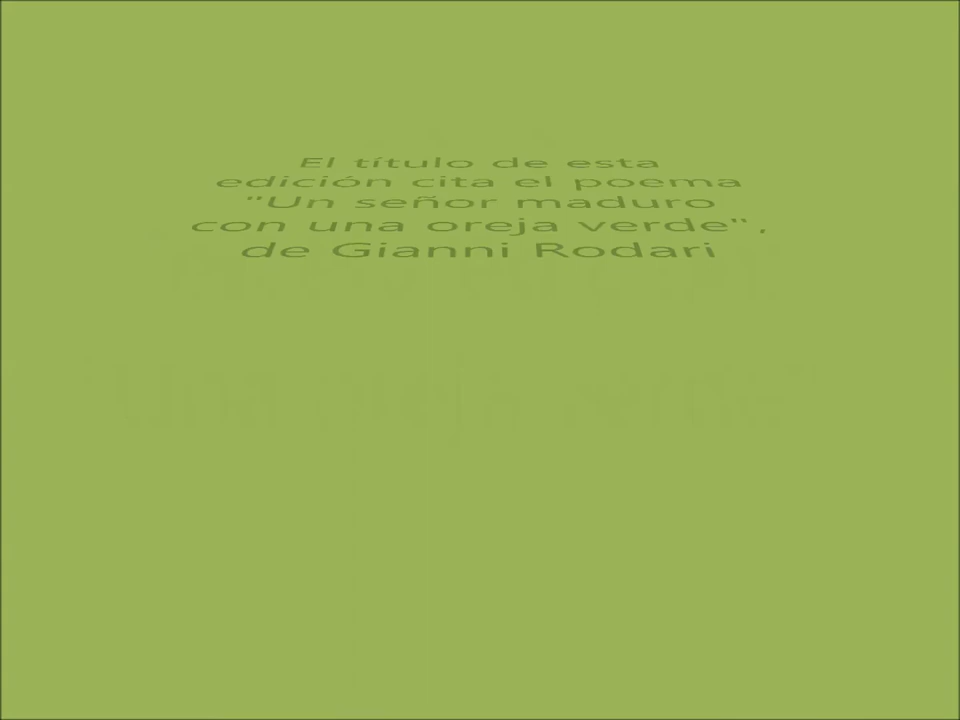 El título de esta
edición cita el poema
"Un señor maduro
con una oreja verde",
de Gianni Rodari